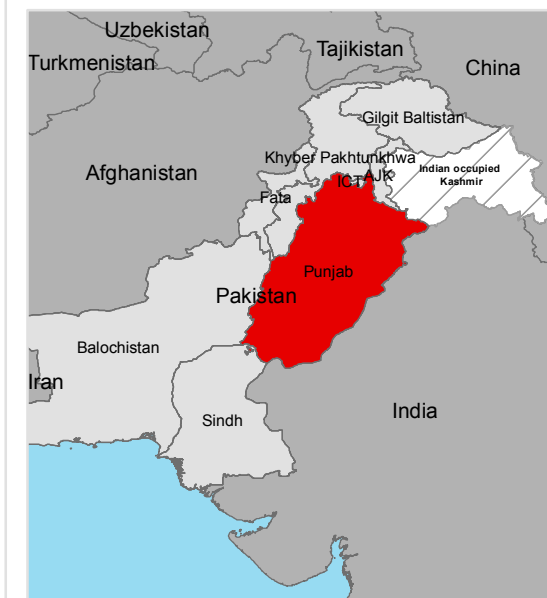 Uzbekistan
Tajikistan
Turkmenistan
China
Gilgit Baltistan
Khyber Pakhtunkhwa
Afghanistan
Indian occupied
Kashmir
ICT
AJK
Fata
Punjab
Pakistan
Balochistan
Iran
India
Sindh